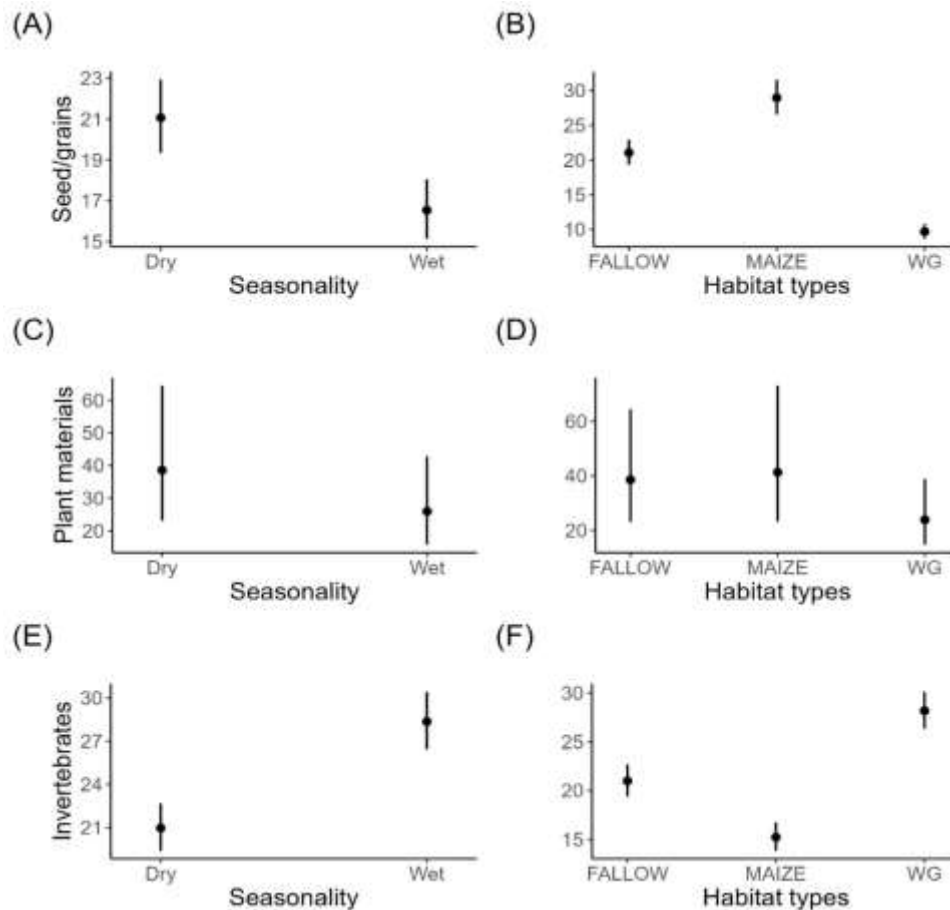 (A)
Seed/grains
23
21
19
17
15
Dry Wet
Seasonality
(B)
30
25
20
15
10
FALLOW MAIZE WG
Habitat types
(C)
Plant materials
60
50
40
30
20
Dry Wet
Seasonality
(D)
60
40
20
FALLOW MAIZE WG
Habitat types
(E)
Invertebrates
30
27
24
21
Dry Wet
Seasonality
(F)
30
25
20
15
FALLOW MAIZE WG
Habitat types